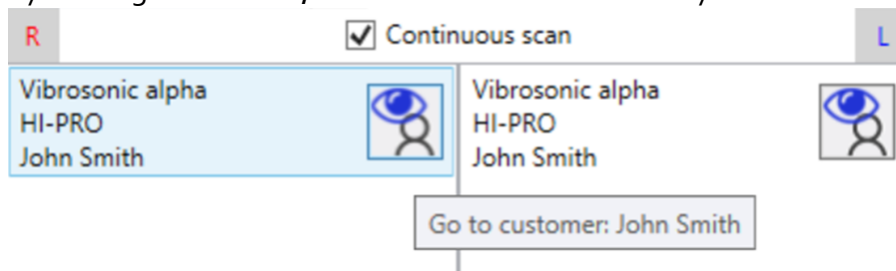 R
Continuous scan
L
Vibrosonic alpha
HI-PRO
John Smith
Vibrosonic alpha
HI-PRO
John Smith
Go to customer: John Smith